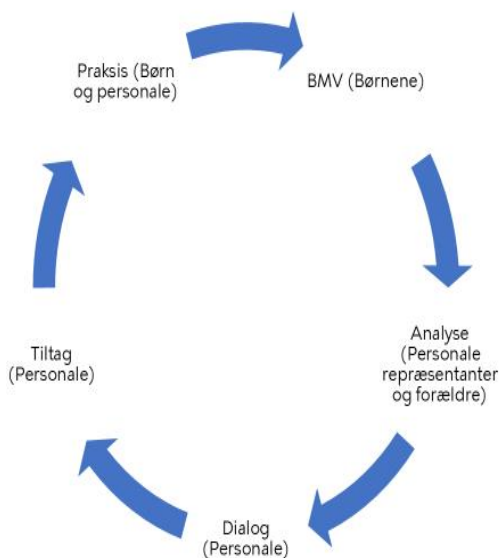 Praksis (Børn
og personale)
BMV (Børnene)
Analyse
(Personale
repræsentanter
og forældre)
Dialog
(Personale)
Tiltag
(Personale)